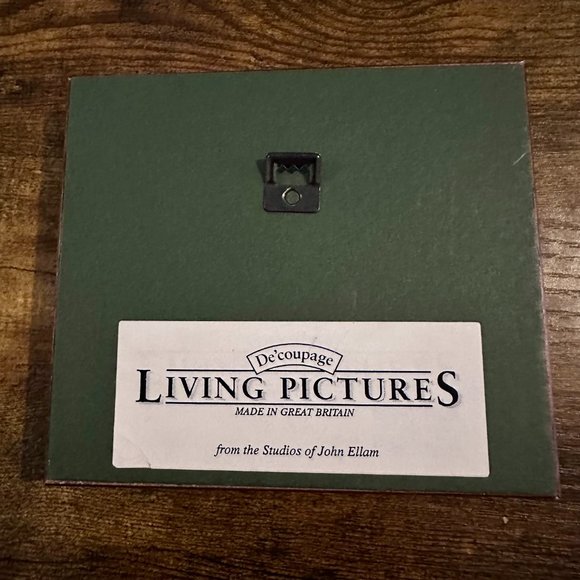 De'coupage
LIVING PICTURES
MADE IN GREAT BRITAIN
from the Studios of John Ellam